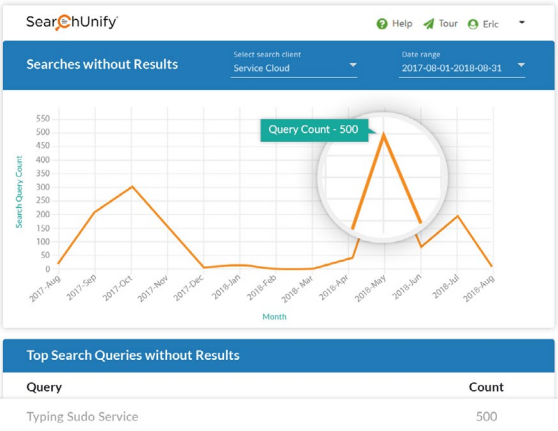 SearchUnify
Help Tour Eric
Searches without Results
Select search client
Service Cloud
Date range
2017-08-01-2018-08-31
Query Count - 500
Search Query Count
550
500
450
400
350
300
250
200
150
100
50
0
2017-Aug 2017-Sep 2017-Oct 2017-Nov 2017-Dec 2018-Jan 2018-Feb 2018-Mar 2018-Apr 2018-May 2018-Jun 2018-Jul 2018-Aug
Month
Top Search Queries without Results
Query Count
Typing Sudo Service 500